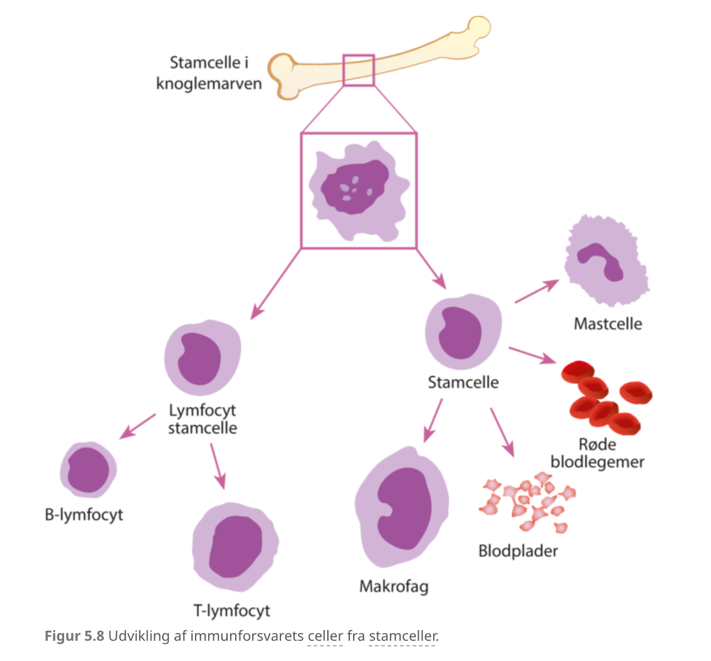 Stamcelle i
knoglemarven
Mastcelle
Stamcelle
Lymfocyt
stamcelle
Røde
blodlegemer
B-lymfocyt
Blodplader
Makrofag
T-lymfocyt
Figur 5.8 Udvikling af immunforsvarets celler fra stamceller.